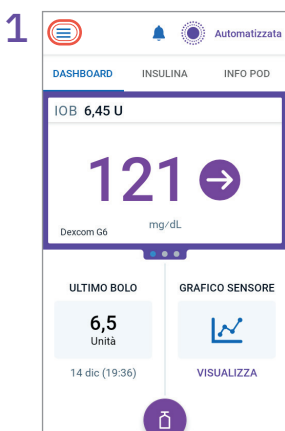 1
Automatizzata
DASHBOARD INSULINA INFO POD
IOB 6,45 U
121
mg/dL
Dexcom G6
ULTIMO BOLO GRAFICO SENSORE
6,5
Unità
14 dic (19:36) VISUALIZZA